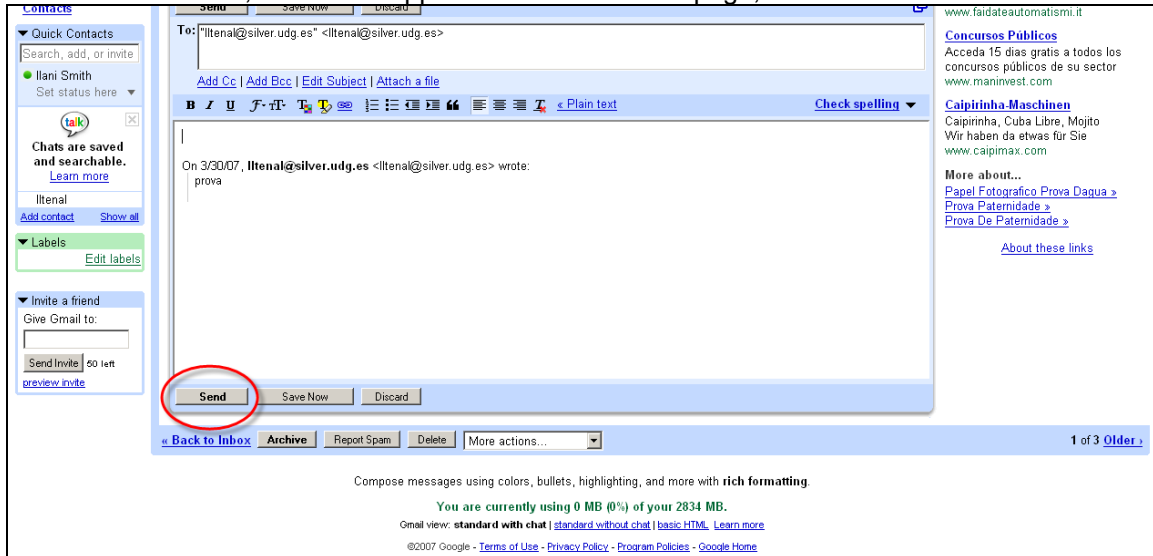 Contacts
Quick Contacts
Search, add, or invite
Ilani Smith
Set status here
talk
Chats are saved
and searchable.
Learn more
lltenal
Add contact Show all
Labels
Edit labels
Invite a friend
Give Gmail to:
Send Invite 50 left
preview invite
Send Save Now Discard
To: "lltenal@silver.udg.es" <lltenal@silver.udg.es>
Add Cc | Add Bcc | Edit Subject | Attach a file
B I U « Plain text Check spelling
On 3/30/07, lltenal@silver.udg.es <lltenal@silver.udg.es> wrote:
prova
Send Save Now Discard
« Back to Inbox Archive Report Spam Delete More actions... 1 of 3 Older ›
www.faidateautomatismi.it
Concursos Públicos
Acceda 15 dias gratis a todos los
concursos públicos de su sector
www.maninvest.com
Caipirinha-Maschinen
Caipirinha, Cuba Libre, Mojito
Wir haben da etwas für Sie
www.caipimax.com
More about...
Papel Fotografico Prova Dagua »
Prova Paternidade »
Prova De Paternidade »
About these links
Compose messages using colors, bullets, highlighting, and more with rich formatting.
You are currently using 0 MB (0%) of your 2834 MB.
Gmail view: standard with chat | standard without chat | basic HTML Learn more
©2007 Google - Terms of Use - Privacy Policy - Program Policies - Google Home